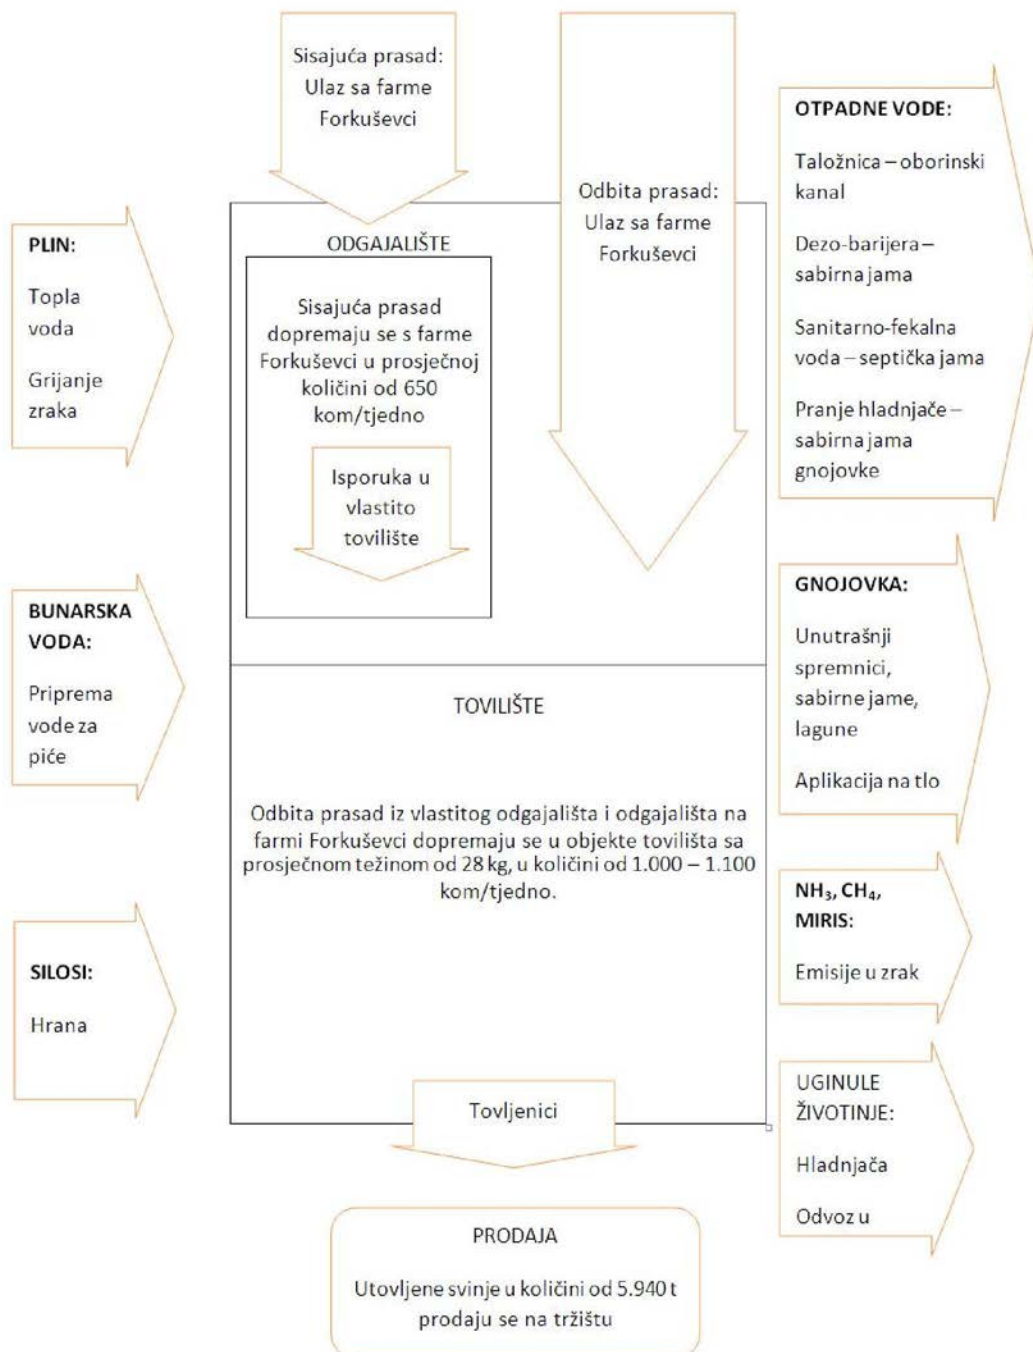 Sisajuća prasad:
Ulaz sa farme
Forkuševci
Odbita prasad:
Ulaz sa farme
Forkuševci
PLIN:
Topla
voda
Grijanje
zraka
BUNARSKA
VODA:
Priprema
vode za
piće
SILOSI:
Hrana
ODGAJALIŠTE
Sisajuća prasad
dopremaju se s farme
Forkuševci u prosječnoj
količini od 650
kom/tjedno
Isporuka u
vlastito
tovilište
TOVILIŠTE
Odbita prasad iz vlastitog odgajališta i odgajališta na
farmi Forkuševci dopremaju se u objekte tovilišta sa
prosječnom težinom od 28 kg, u količini od 1.000 – 1.100
kom/tjedno.
Tovljenici
PRODAJA
Utovljene svinje u količini od 5.940 t
prodaju se na tržištu
OTPADNE VODE:
Taložnica – oborinski
kanal
Dezo-barijera –
sabirna jama
Sanitarno-fekalna
voda – septička jama
Pranje hladnjače –
sabirna jama
gnojovke
GNOJOVKA:
Unutrašnji
spremnici,
sabirne jame,
lagune
Aplikacija na tlo
NH₃, CH₄,
MIRIS:
Emisije u zrak
UGINULE
ŽIVOTINJE:
Hladnjača
Odvoz u